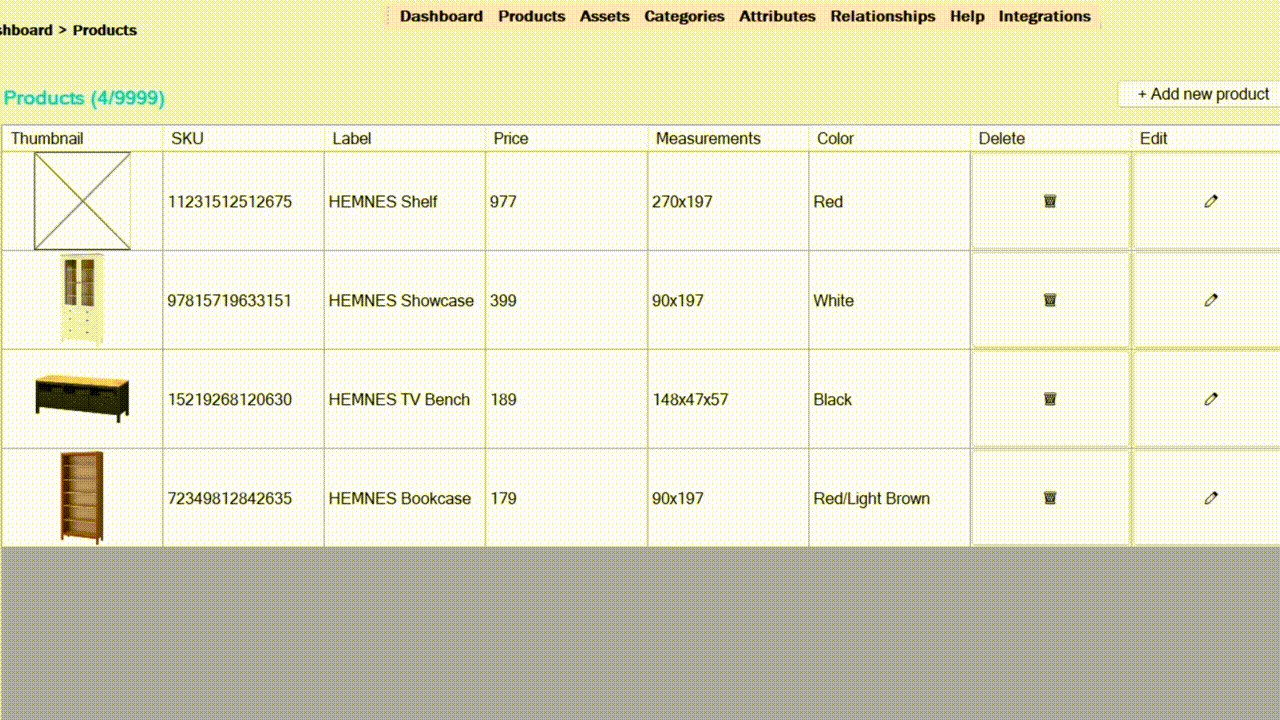 Dashboard Products Assets Categories Attributes Relationships Help Integrations
shboard > Products
Products (4/9999)
+ Add new product
Thumbnail SKU Label Price Measurements Color Delete Edit
11231512512675 HEMNES Shelf 977 270x197 Red
97815719633151 HEMNES Showcase 399 90x197 White
15219268120630 HEMNES TV Bench 189 148x47x57 Black
72349812842635 HEMNES Bookcase 179 90x197 Red/Light Brown